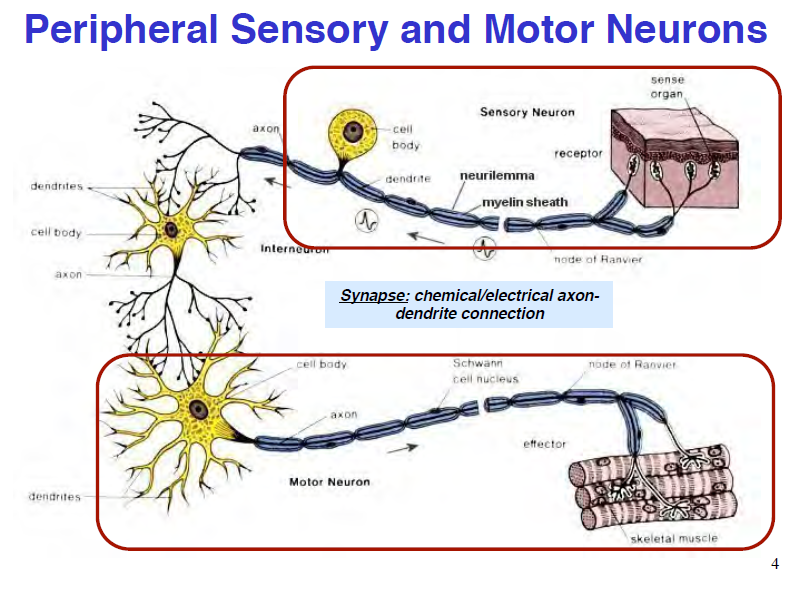 Peripheral Sensory and Motor Neurons
sense
organ
Sensory Neuron
axon
cell
body
receptor
dendrite
neurilemma
dendrites
myelin sheath
cell body
Interneuron
node of Ranvier
axon
Synapse: chemical/electrical axon-
dendrite connection
cell body
Schwann
cell nucleus
node of Ranvier
axon
effector
Motor Neuron
dendrites
skeletal muscle
4